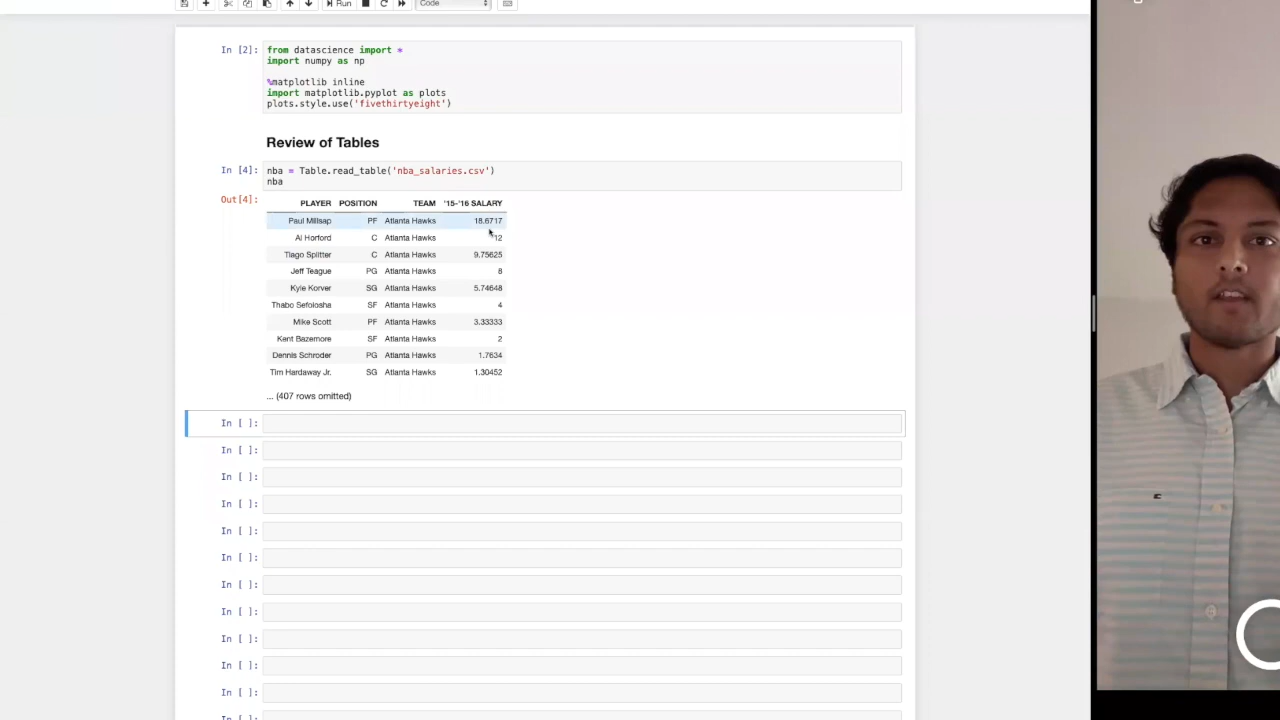 Run
Code
In [2]:
from datascience import *
import numpy as np
%matplotlib inline
import matplotlib.pyplot as plots
plots.style.use('fivethirtyeight')
Review of Tables
In [4]:
nba = Table.read_table('nba_salaries.csv')
nba
Out[4]:
PLAYER POSITION TEAM '15-'16 SALARY
Paul Millsap PF Atlanta Hawks 18.6717
Al Horford C Atlanta Hawks 12
Tiago Splitter C Atlanta Hawks 9.75625
Jeff Teague PG Atlanta Hawks 8
Kyle Korver SG Atlanta Hawks 5.74648
Thabo Sefolosha SF Atlanta Hawks 4
Mike Scott PF Atlanta Hawks 3.33333
Kent Bazemore SF Atlanta Hawks 2
Dennis Schroder PG Atlanta Hawks 1.7634
Tim Hardaway Jr. SG Atlanta Hawks 1.30452
... (407 rows omitted)
In [ ]:
In [ ]:
In [ ]:
In [ ]:
In [ ]:
In [ ]:
In [ ]:
In [ ]:
In [ ]:
In [ ]:
In [ ]:
In [ ]: